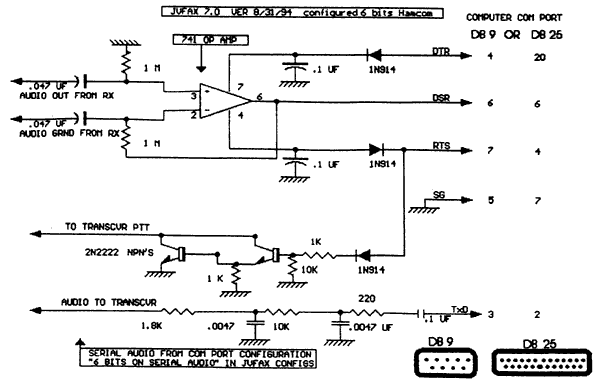 JVFAX 7.0 VER 8/31/94 configured 6 bits Hamcom
COMPUTER COM PORT
DB 9 OR DB 25
741 OP AMP
DTR 4 20
1 M
.1 UF
1N914
.047 UF
AUDIO OUT FROM RX
3 + 7 6
DSR 6 6
2 - 4
.047 UF
AUDIO GRND FROM RX
1 M
RTS 7 4
.1 UF
1N914
SG 5 7
TO TRANSCVR PTT
2N2222 NPN'S
1K
1 K
10K
1N914
AUDIO TO TRANSCVR
220
TxD 3 2
1.8K
.0047
10K
.0047 UF
.1 UF
DB 9
DB 25
SERIAL AUDIO FROM COM PORT CONFIGURATION
"6 BITS ON SERIAL AUDIO" IN JVFAX CONFIGS